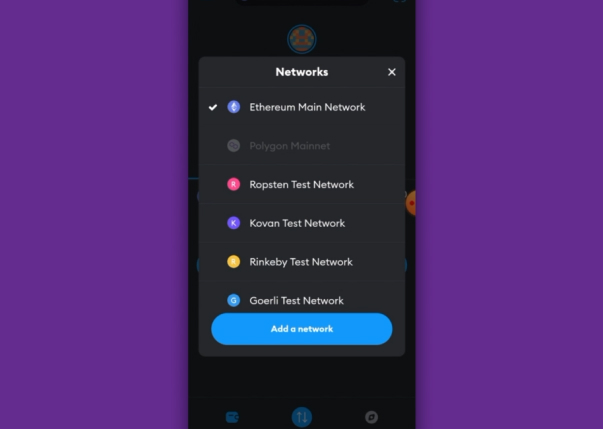 Networks
Ethereum Main Network
Polygon Mainnet
R Ropsten Test Network
K Kovan Test Network
R Rinkeby Test Network
G Goerli Test Network
Add a network